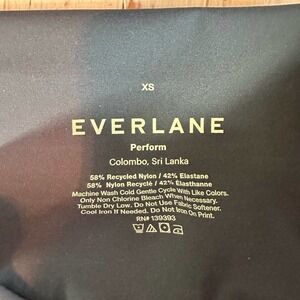 XS
EVERLANE
Perform
Colombo, Sri Lanka
58% Recycled Nylon / 42% Elastane
58% Nylon Recyclé / 42% Élasthanne
Machine Wash Cold Gentle Cycle With Like Colors.
Only Non Chlorine Bleach When Necessary.
Tumble Dry Low. Do Not Use Fabric Softener.
Cool Iron If Needed. Do Not Iron On Print.
RN# 139393